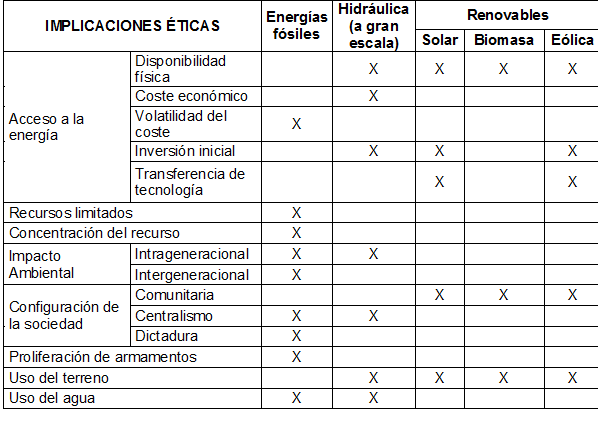 IMPLICACIONES ÉTICAS
Energías
fósiles
Hidráulica
(a gran
escala)
Renovables
Solar
Biomasa
Eólica
Acceso a la
energía
Disponibilidad
física
X X X X
Coste económico
X
Volatilidad del
coste
X
Inversión inicial
X X X
Transferencia de
tecnología
X X
Recursos limitados
X
Concentración del recurso
X
Impacto
Ambiental
Intrageneracional
X X
Intergeneracional
X
Configuración de
la sociedad
Comunitaria
X X X
Centralismo
X X
Dictadura
X
Proliferación de armamentos
X
Uso del terreno
X X X X
Uso del agua
X X